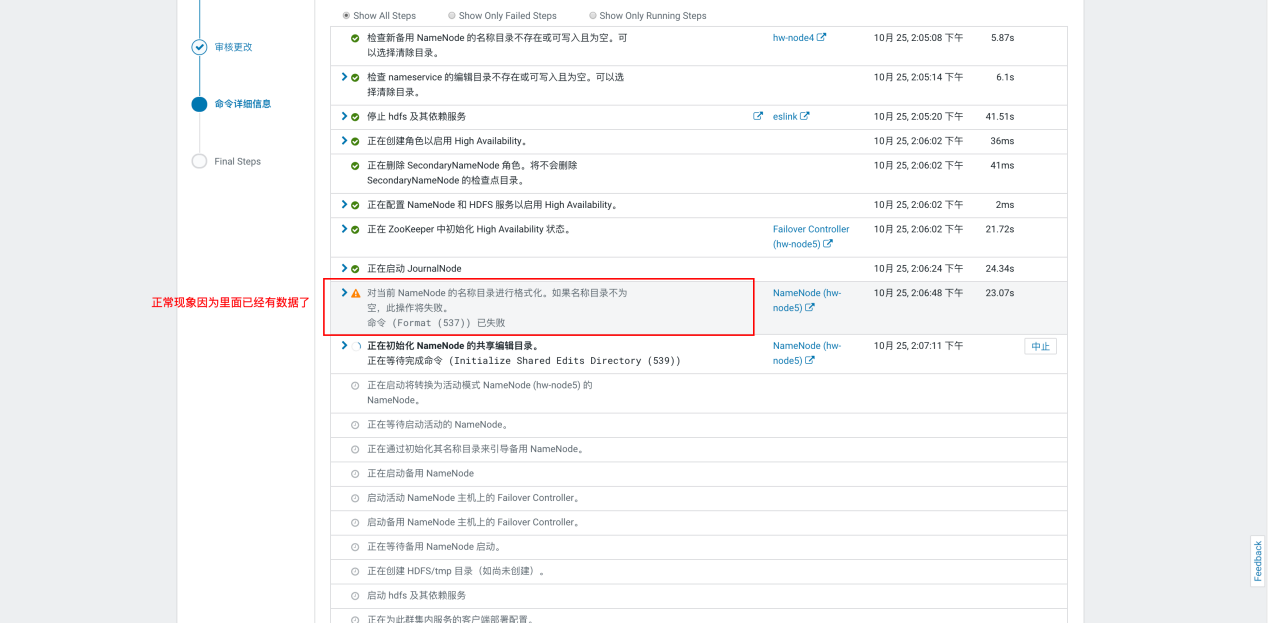 Show All Steps
Show Only Failed Steps
Show Only Running Steps
审核更改
命令详细信息
Final Steps
检查新备用 NameNode 的名称目录不存在或可写入且为空。可
以选择清除目录。
hw-node4
10月 25, 2:05:08 下午
5.87s
检查 nameservice 的编辑目录不存在或可写入且为空。可以选
择清除目录。
10月 25, 2:05:14 下午
6.1s
停止 hdfs 及其依赖服务
eslink
10月 25, 2:05:20 下午
41.51s
正在创建角色以启用 High Availability。
10月 25, 2:06:02 下午
36ms
正在删除 SecondaryNameNode 角色。将不会删除
SecondaryNameNode 的检查点目录。
10月 25, 2:06:02 下午
41ms
正在配置 NameNode 和 HDFS 服务以启用 High Availability。
10月 25, 2:06:02 下午
2ms
正在 ZooKeeper 中初始化 High Availability 状态。
Failover Controller
(hw-node5)
10月 25, 2:06:02 下午
21.72s
正在启动 JournalNode
10月 25, 2:06:24 下午
24.34s
正常现象因为里面已经有数据了
对当前 NameNode 的名称目录进行格式化。如果名称目录不为
空，此操作将失败。
命令 (Format (537)) 已失败
NameNode (hw-
node5)
10月 25, 2:06:48 下午
23.07s
正在初始化 NameNode 的共享编辑目录。
正在等待完成命令 (Initialize Shared Edits Directory (539))
NameNode (hw-
node5)
10月 25, 2:07:11 下午
中止
正在启动将转换为活动模式 NameNode (hw-node5) 的
NameNode。
正在等待启动活动的 NameNode。
正在通过初始化其名称目录来引导备用 NameNode。
正在启动备用 NameNode
启动活动 NameNode 主机上的 Failover Controller。
启动备用 NameNode 主机上的 Failover Controller。
正在等待备用 NameNode 启动。
正在创建 HDFS/tmp 目录（如尚未创建）。
启动 hdfs 及其依赖服务
正在为此群集内服务的客户端部署配置。
Feedback